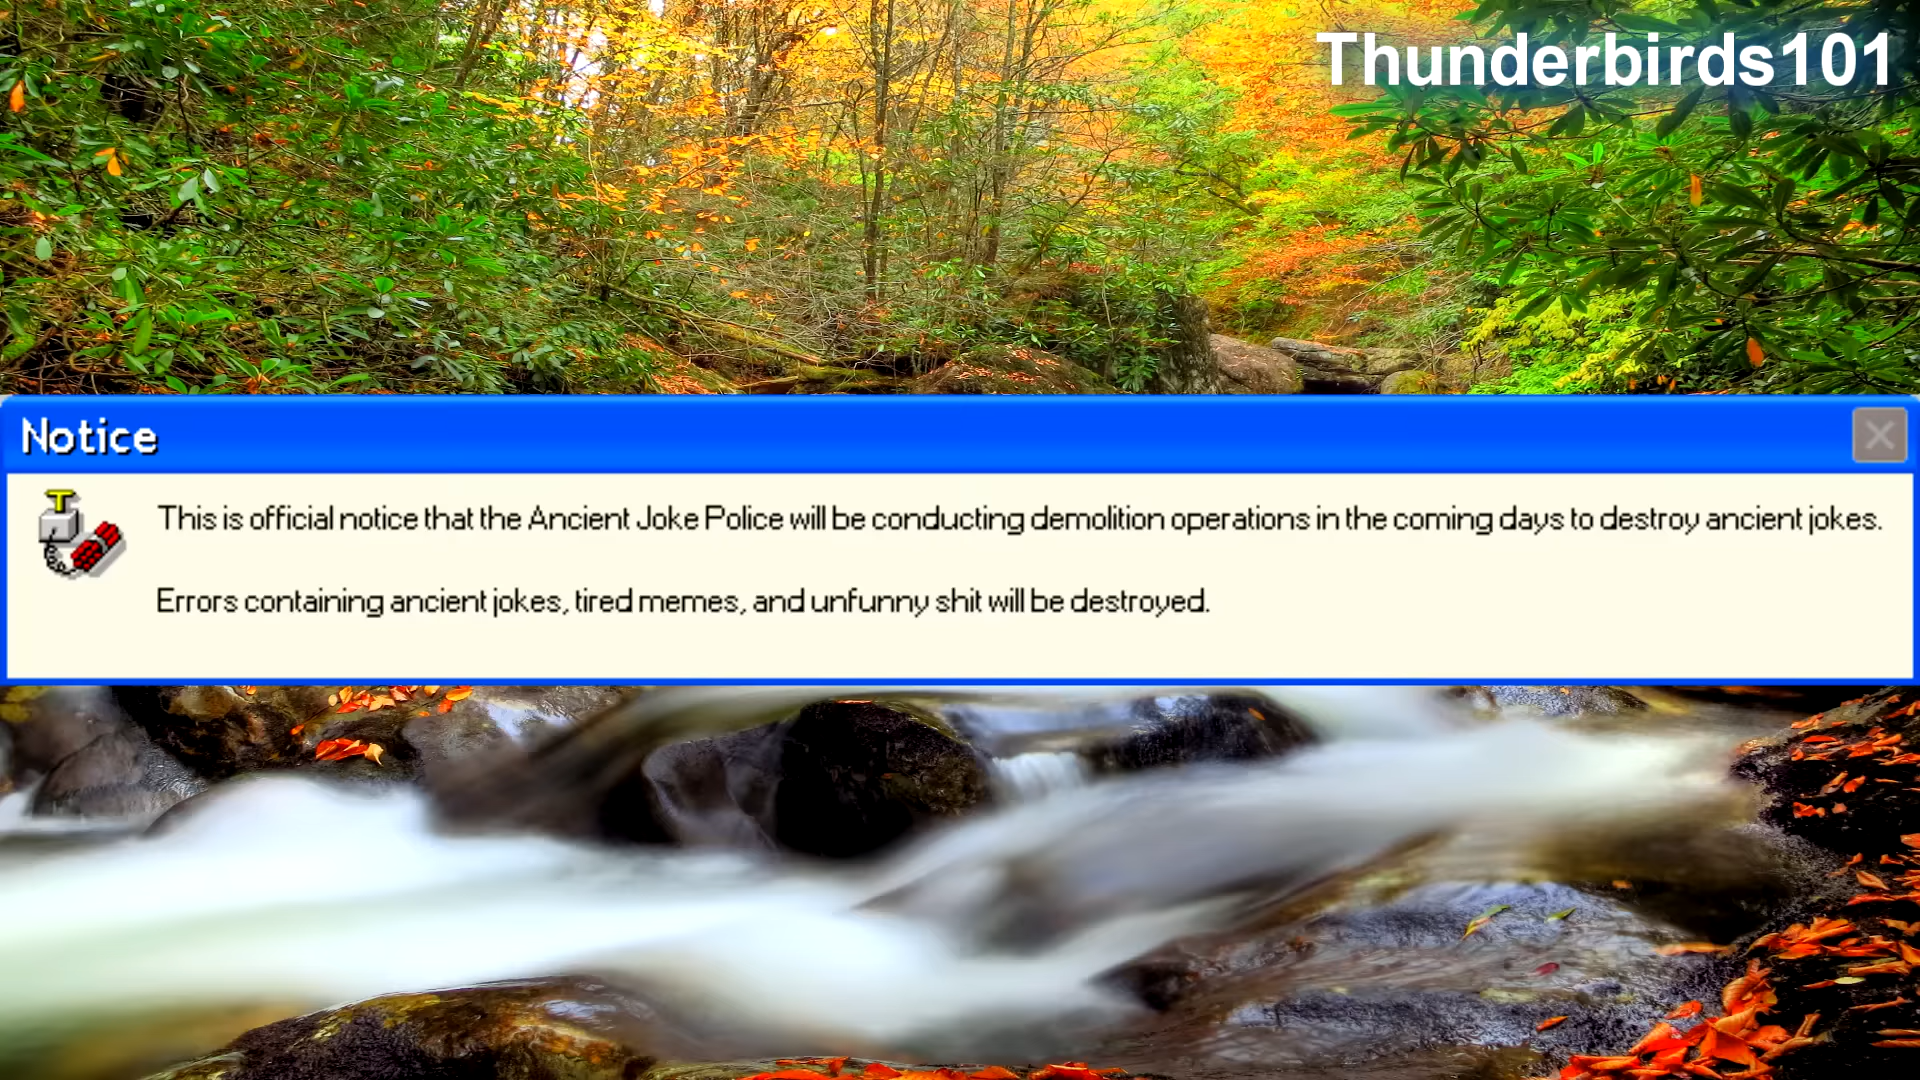 Thunderbirds101
Notice
This is official notice that the Ancient Joke Police will be conducting demolition operations in the coming days to destroy ancient jokes.
Errors containing ancient jokes, tired memes, and unfunny shit will be destroyed.